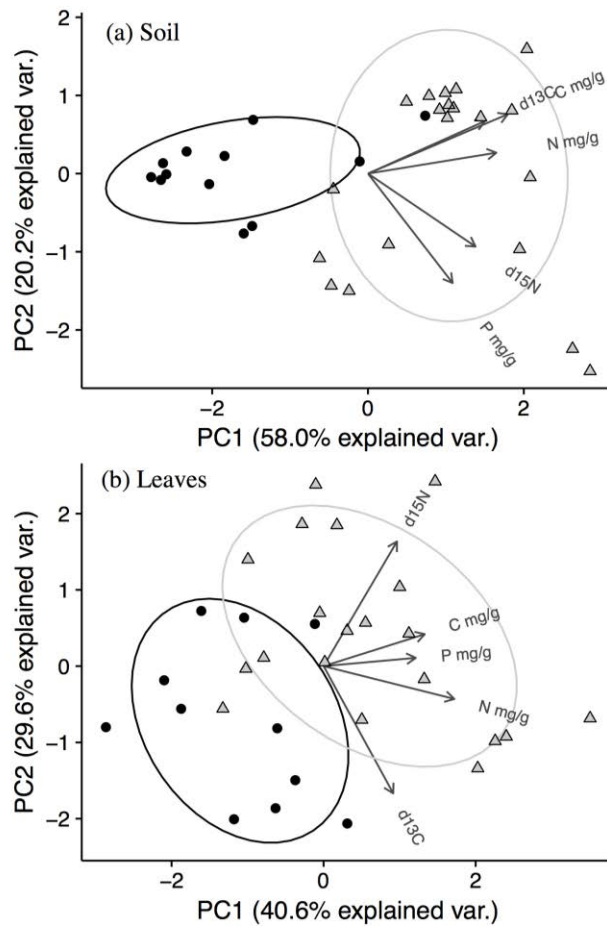 (a) Soil
2
1
0
−1
−2
PC2 (20.2% explained var.)
d13C
C mg/g
N mg/g
d15N
P mg/g
−2
0
2
PC1 (58.0% explained var.)
(b) Leaves
2
1
0
−1
−2
PC2 (29.6% explained var.)
d15N
C mg/g
P mg/g
N mg/g
d13C
−2
0
2
PC1 (40.6% explained var.)